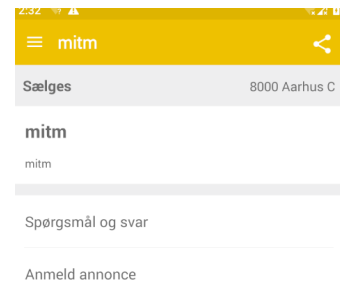 2:32
mitm
Sælges 8000 Aarhus C
mitm
mitm
Spørgsmål og svar
Anmeld annonce